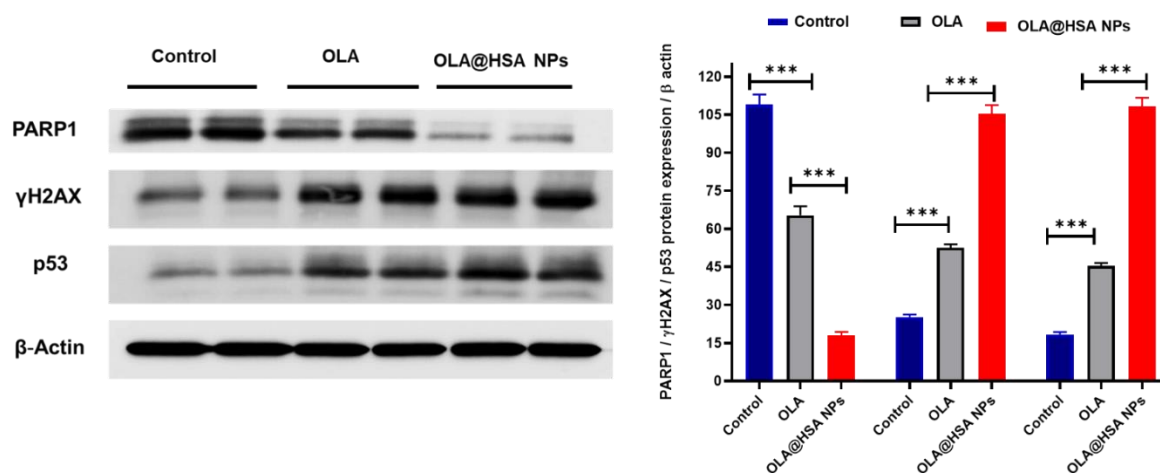 Control OLA OLA@HSA NPs
PARP1
γH2AX
p53
β-Actin
Control OLA OLA@HSA NPs
PARP1 / γH2AX / p53 protein expression / β actin
120
105
90
75
60
45
30
15
0
*** *** *** *** *** ***
Control OLA OLA@HSA NPs Control OLA OLA@HSA NPs Control OLA OLA@HSA NPs